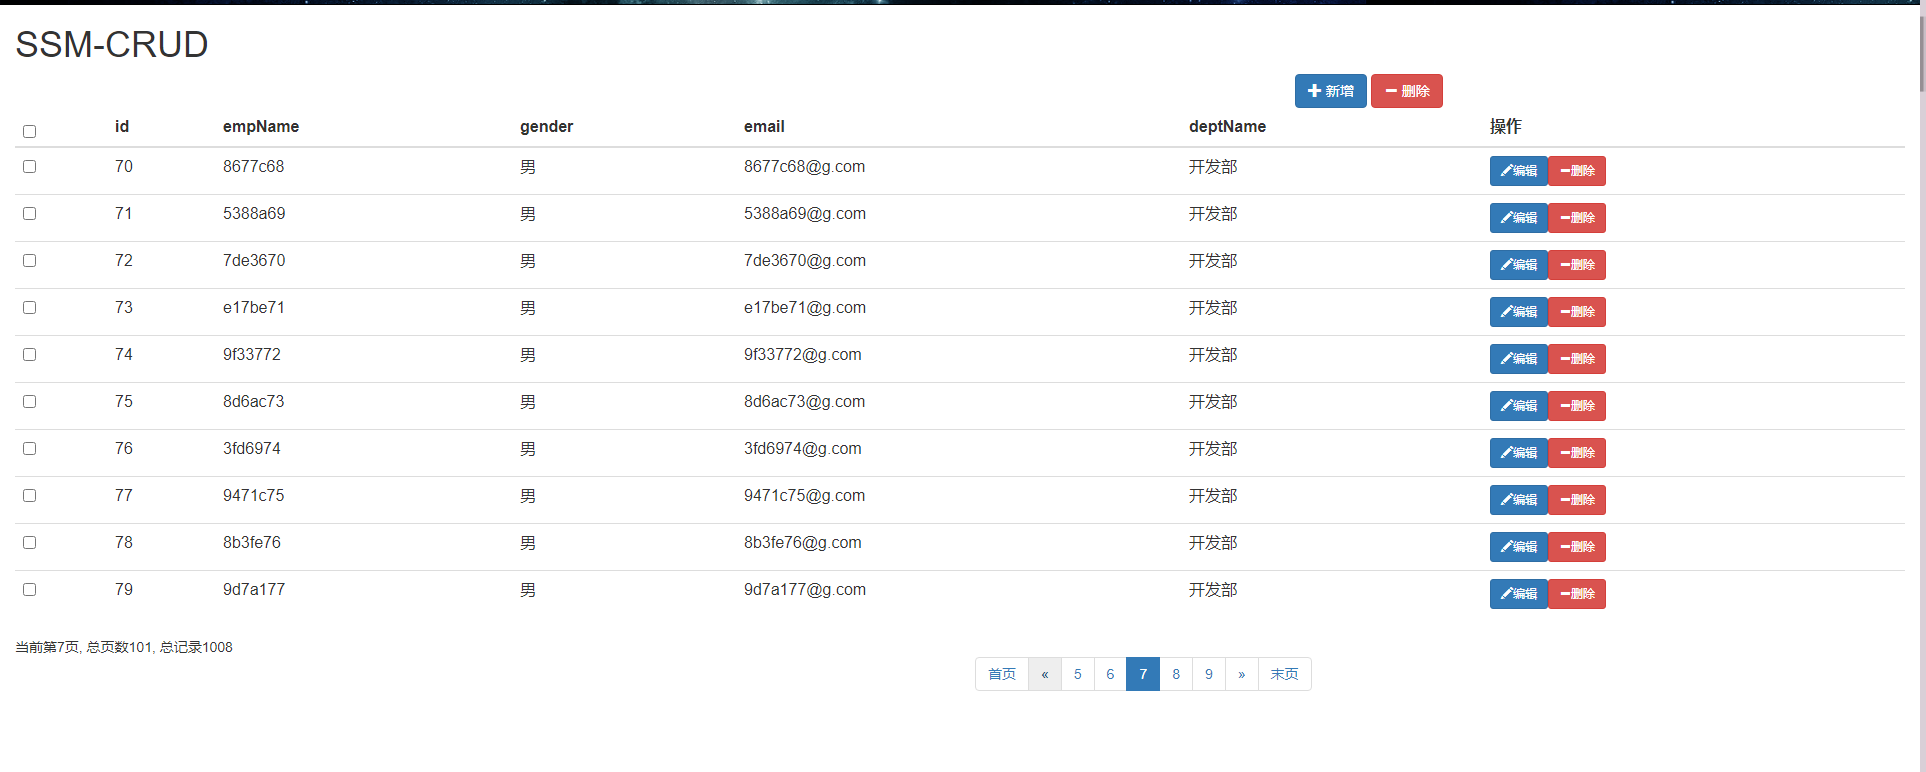 SSM-CRUD
新增 删除
id empName gender email deptName 操作
70 8677c68 男 8677c68@g.com 开发部 编辑 删除
71 5388a69 男 5388a69@g.com 开发部 编辑 删除
72 7de3670 男 7de3670@g.com 开发部 编辑 删除
73 e17be71 男 e17be71@g.com 开发部 编辑 删除
74 9f33772 男 9f33772@g.com 开发部 编辑 删除
75 8d6ac73 男 8d6ac73@g.com 开发部 编辑 删除
76 3fd6974 男 3fd6974@g.com 开发部 编辑 删除
77 9471c75 男 9471c75@g.com 开发部 编辑 删除
78 8b3fe76 男 8b3fe76@g.com 开发部 编辑 删除
79 9d7a177 男 9d7a177@g.com 开发部 编辑 删除
当前第7页, 总页数101, 总记录1008
首页 « 5 6 7 8 9 » 末页